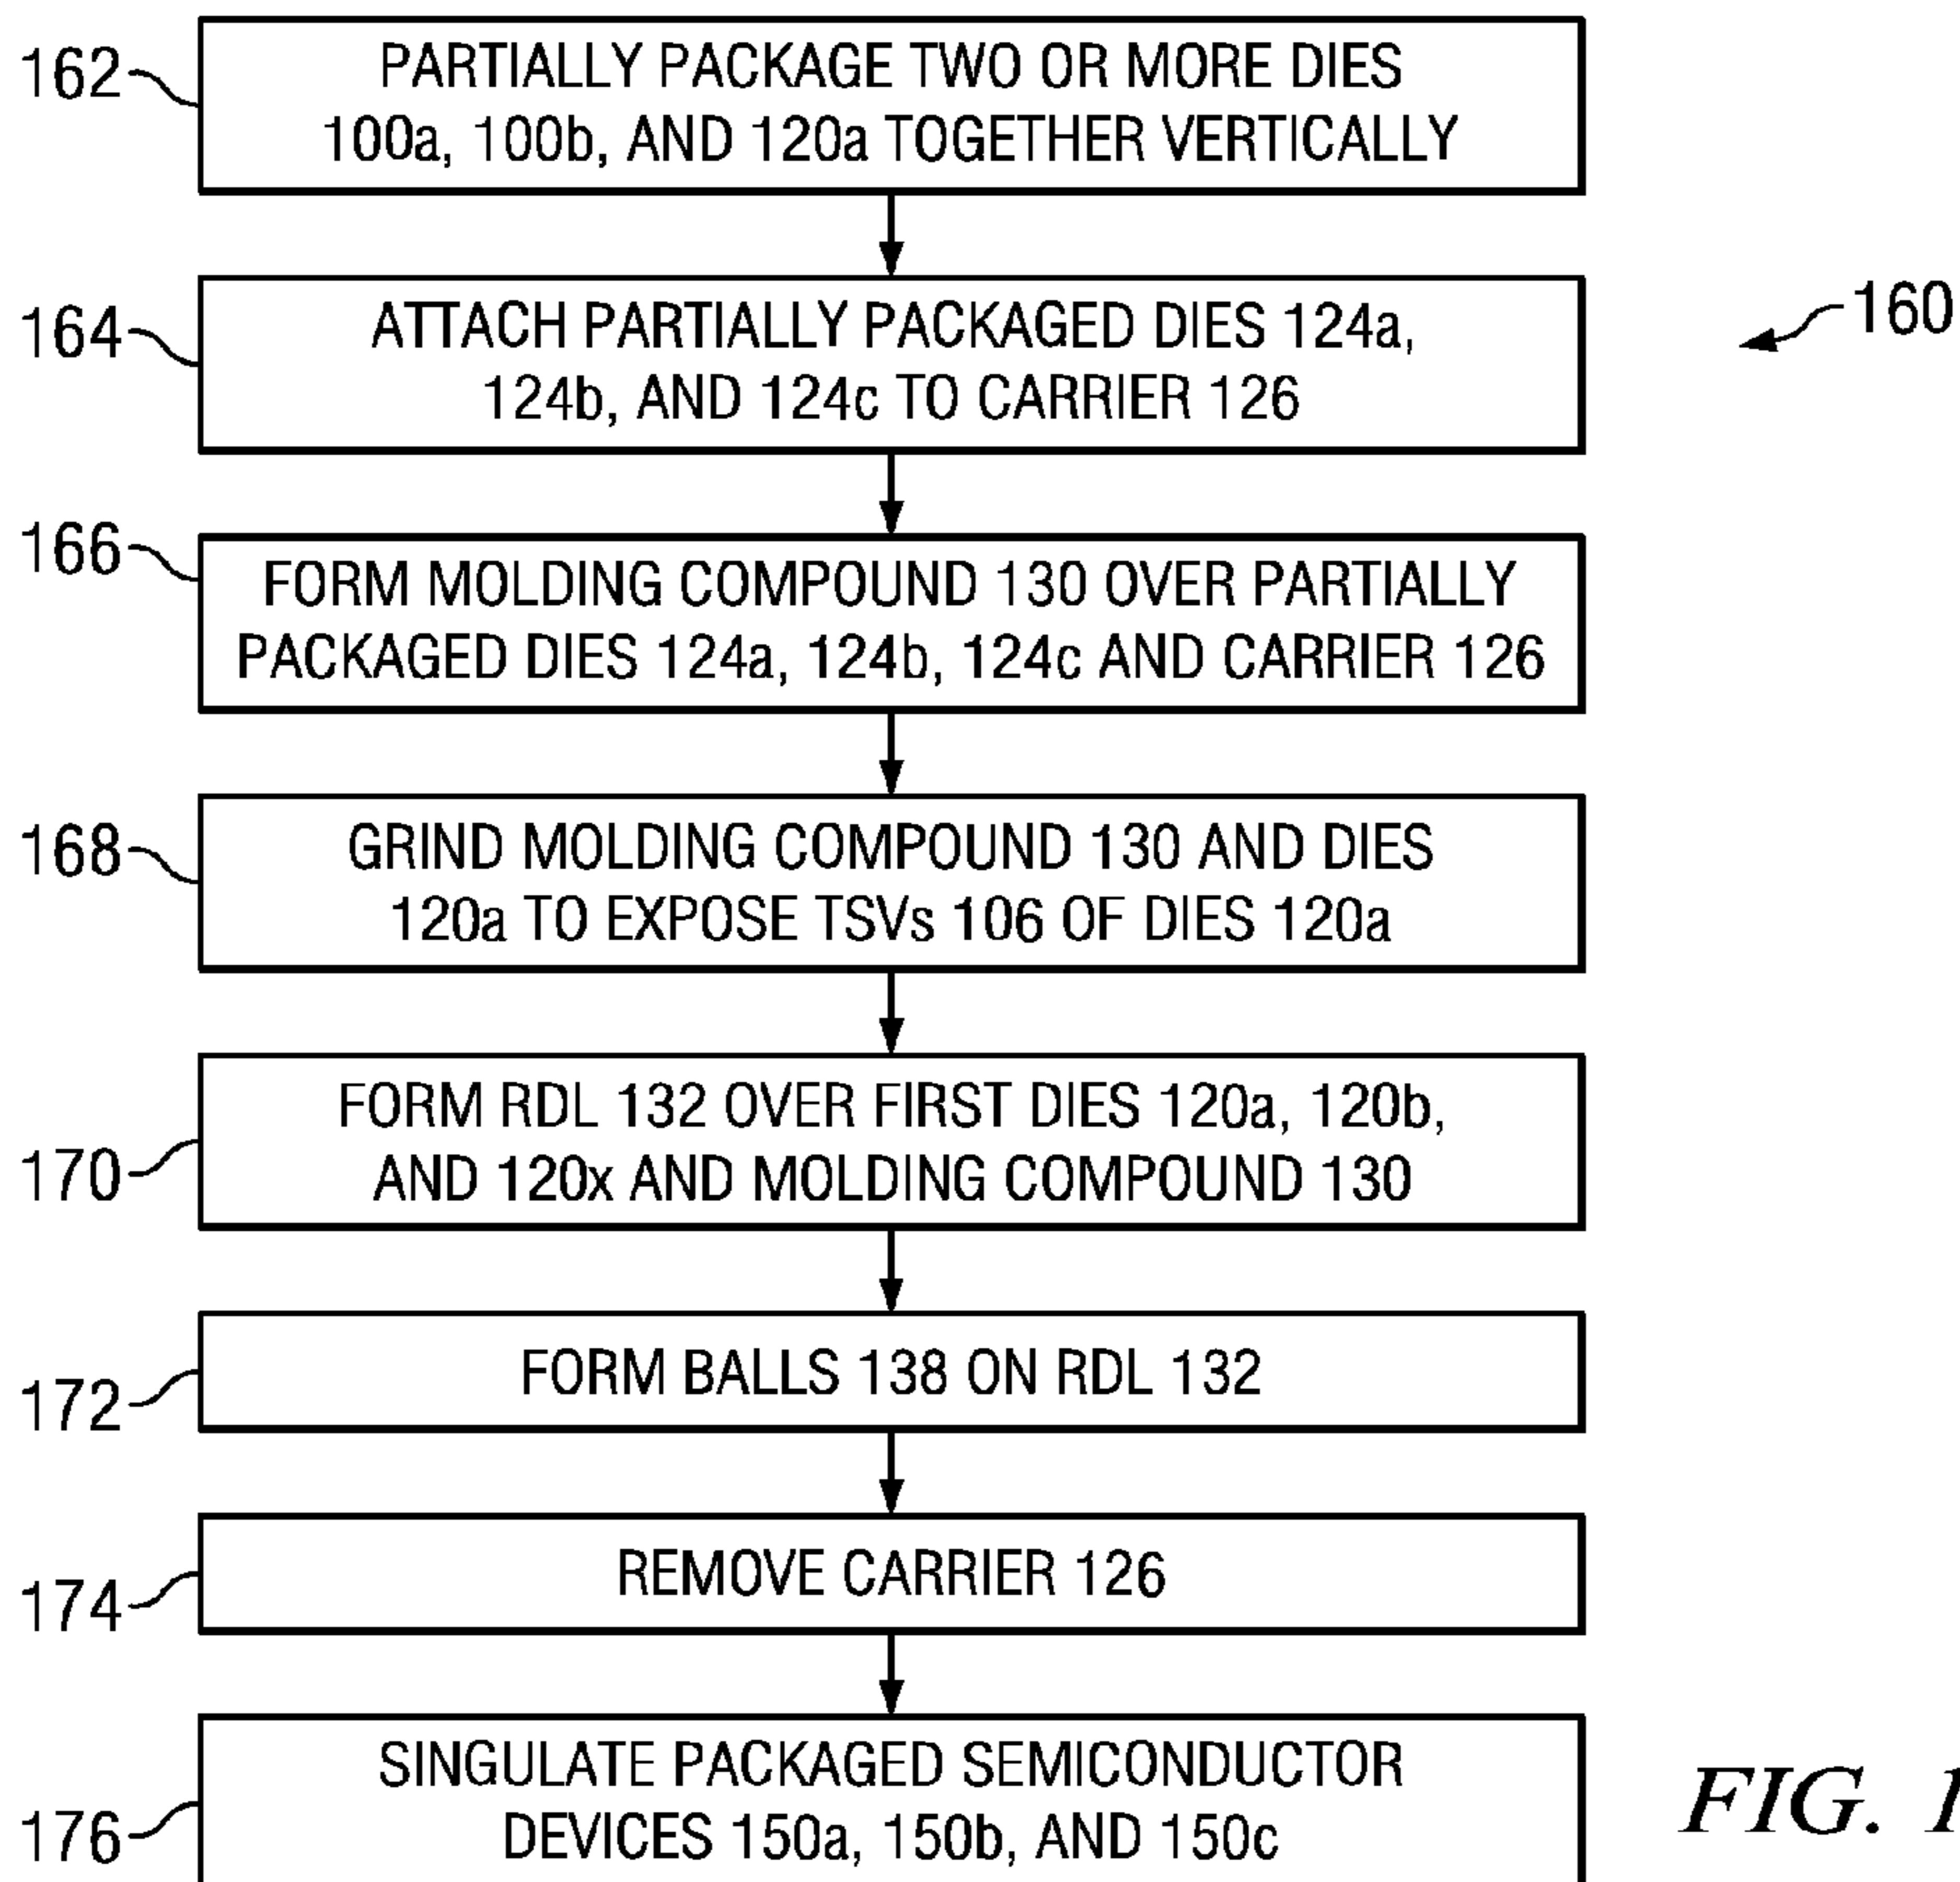 162
PARTIALLY PACKAGE TWO OR MORE DIES
100a, 100b, AND 120a TOGETHER VERTICALLY
164
ATTACH PARTIALLY PACKAGED DIES 124a,
124b, AND 124c TO CARRIER 126
160
166
FORM MOLDING COMPOUND 130 OVER PARTIALLY
PACKAGED DIES 124a, 124b, 124c AND CARRIER 126
168
GRIND MOLDING COMPOUND 130 AND DIES
120a TO EXPOSE TSVs 106 OF DIES 120a
170
FORM RDL 132 OVER FIRST DIES 120a, 120b,
AND 120x AND MOLDING COMPOUND 130
172
FORM BALLS 138 ON RDL 132
174
REMOVE CARRIER 126
176
SINGULATE PACKAGED SEMICONDUCTOR
DEVICES 150a, 150b, AND 150c
FIG.